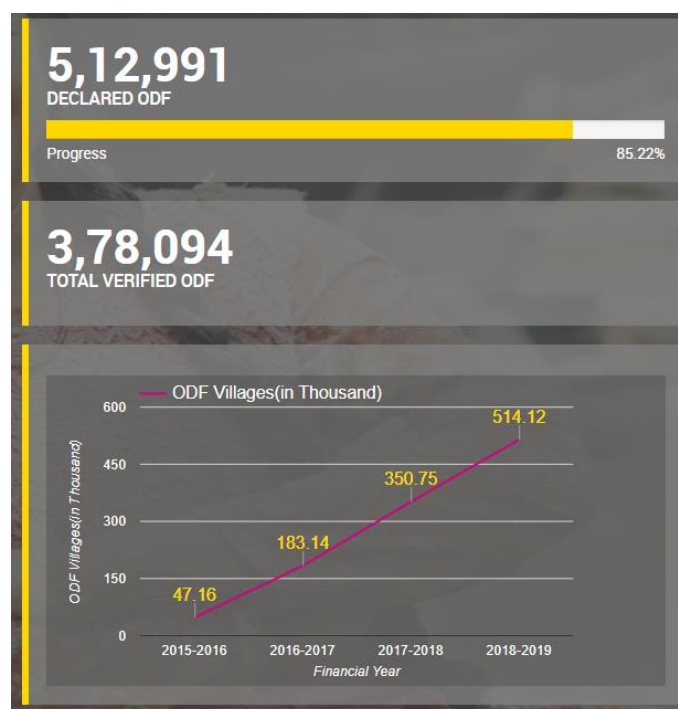 5,12,991
DECLARED ODF
Progress 85.22%
3,78,094
TOTAL VERIFIED ODF
ODF Villages(in Thousand)
600
450
300
150
0
ODF Villages(in Thousand)
47.16
183.14
350.75
514.12
2015-2016 2016-2017 2017-2018 2018-2019
Financial Year